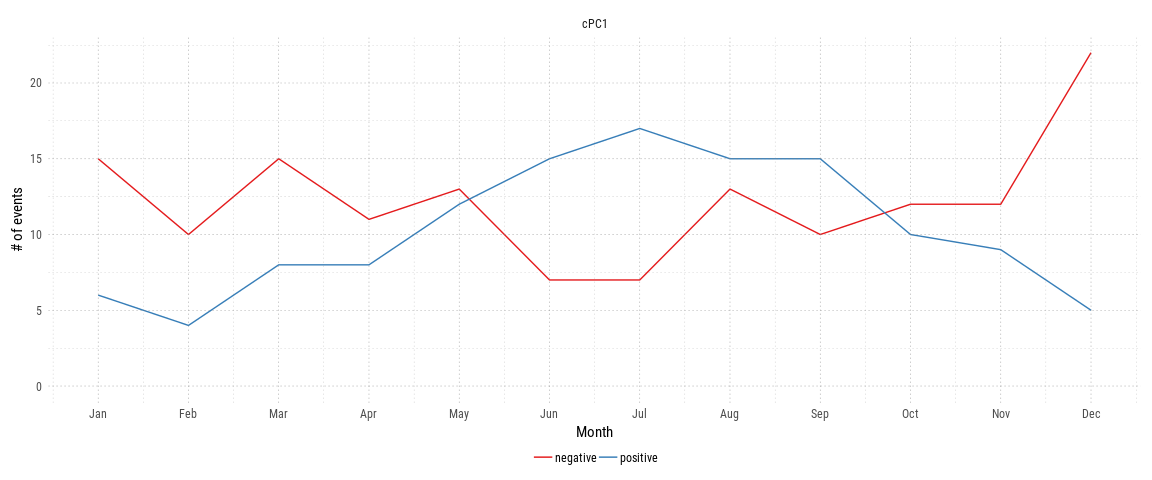 cPC1
# of events
20
15
10
5
0
Jan Feb Mar Apr May Jun Jul Aug Sep Oct Nov Dec
Month
negative positive